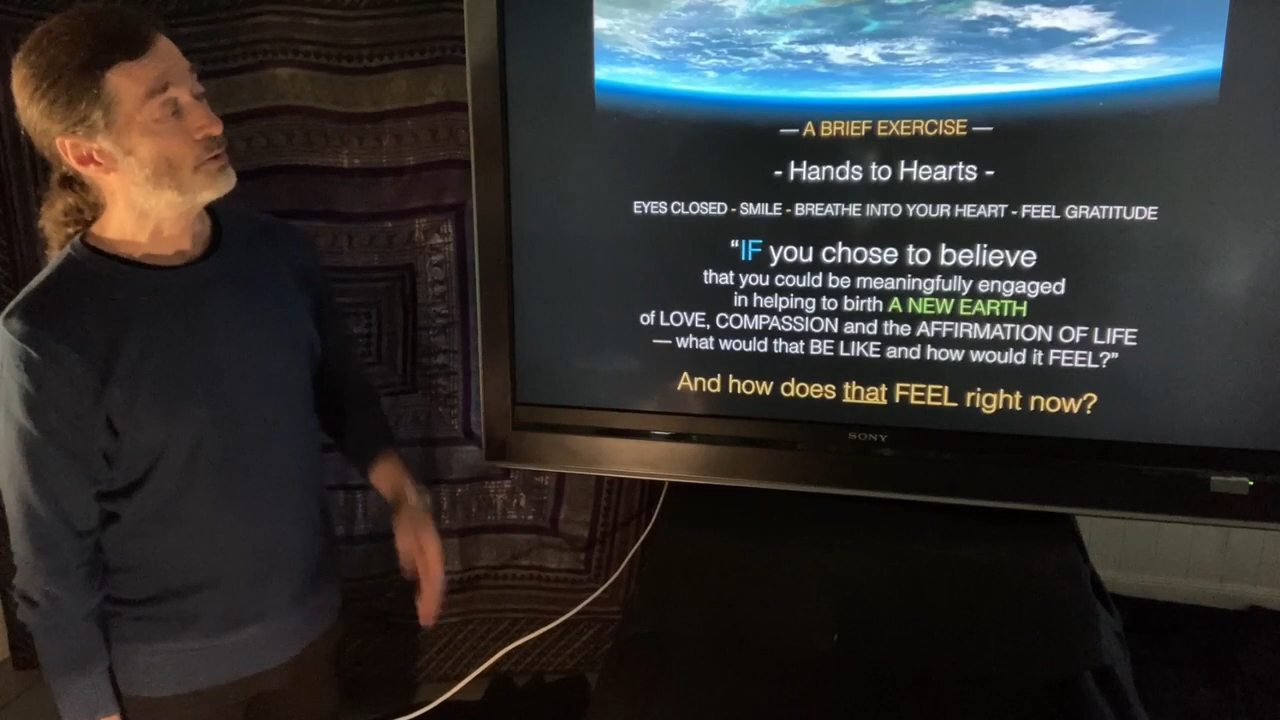 — A BRIEF EXERCISE —
- Hands to Hearts -
EYES CLOSED - SMILE - BREATHE INTO YOUR HEART - FEEL GRATITUDE
“IF you chose to believe
that you could be meaningfully engaged
in helping to birth A NEW EARTH
of LOVE, COMPASSION and the AFFIRMATION OF LIFE
— what would that BE LIKE and how would it FEEL?”
And how does that FEEL right now?
SONY